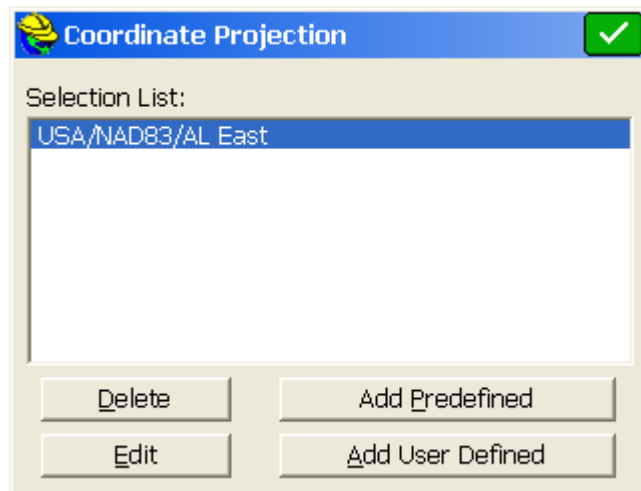 Coordinate Projection
Selection List:
USA/NAD83/AL East
Delete
Add Predefined
Edit
Add User Defined